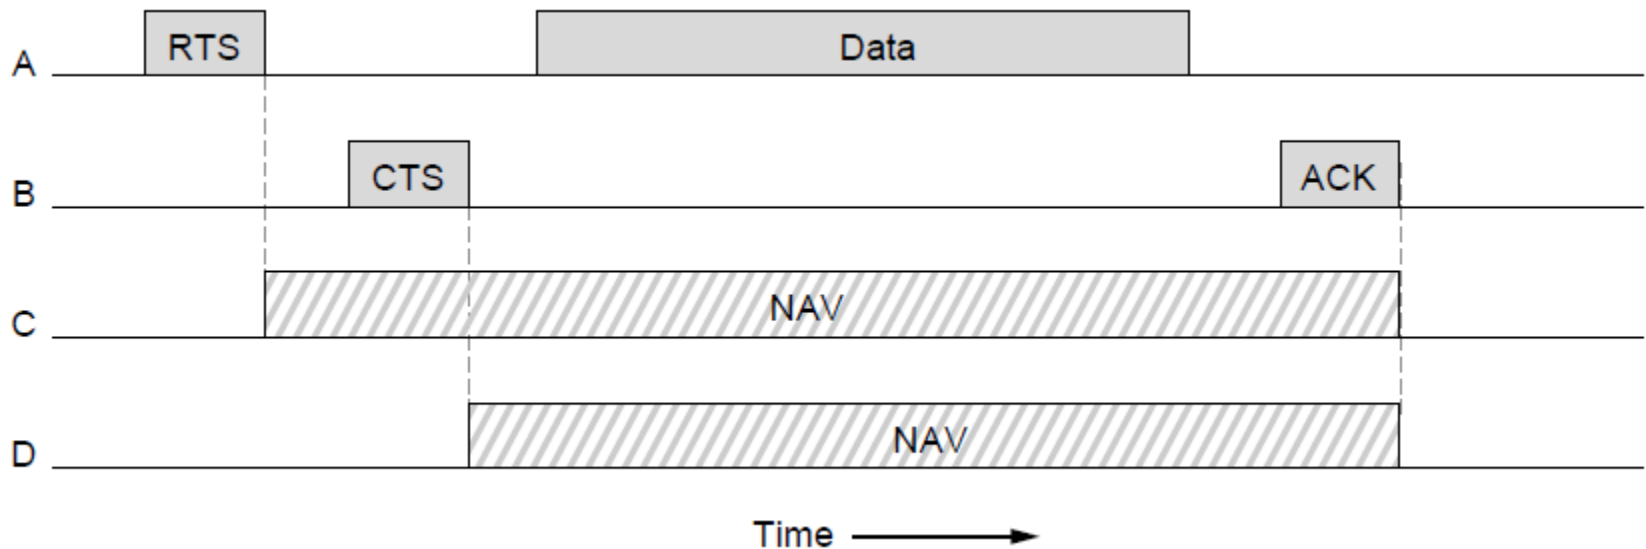 A RTS Data
B CTS ACK
C NAV
D NAV
Time